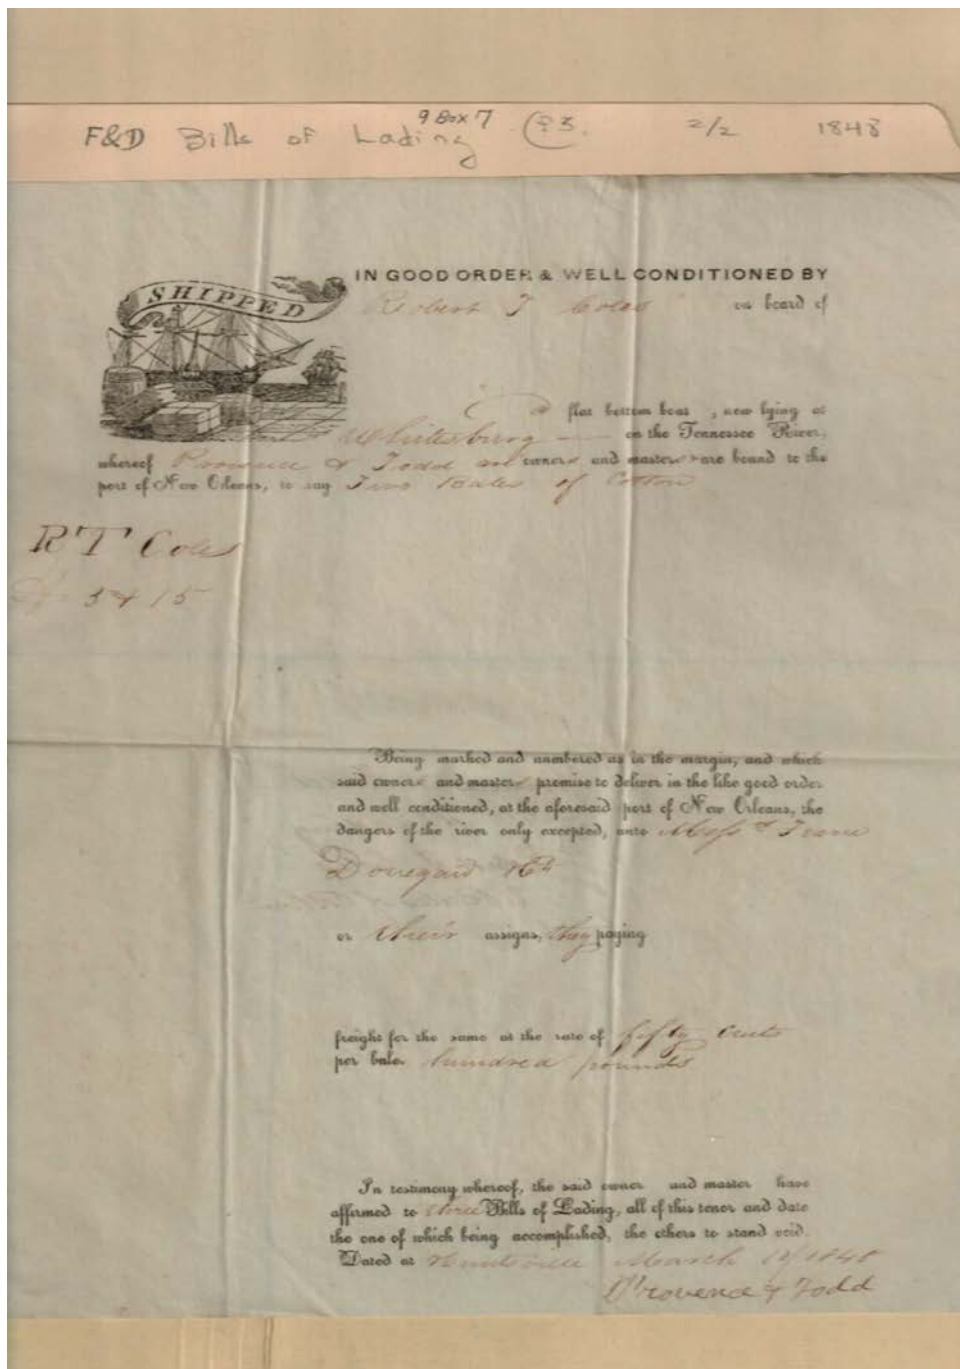 9 Box 7
F&D Bills of Lading P3. 2/2 1848
SHIPPED
IN GOOD ORDER & WELL CONDITIONED BY
Robert T Coles on board of
a flat bottom boat, now lying at
Whitesburg — on the Tennessee River,
whereof Provence & Todd owners and masters are bound to the
port of New Orleans, to say Two Bales of Cotton
RT Coles
3 & 15
Being marked and numbered as in the margin, and which
said owners and masters promise to deliver in the like good order
and well conditioned, at the aforesaid port of New Orleans, the
dangers of the river only excepted, unto Messrs
or their assigns, they paying
freight for the same at the rate of fifty cents
per bale. hundred pounds
In testimony whereof, the said owner and master have
affirmed to three Bills of Lading, all of this tenor and date
the one of which being accomplished, the others to stand void.
Dated at Huntsville March 1848
Provence & Todd